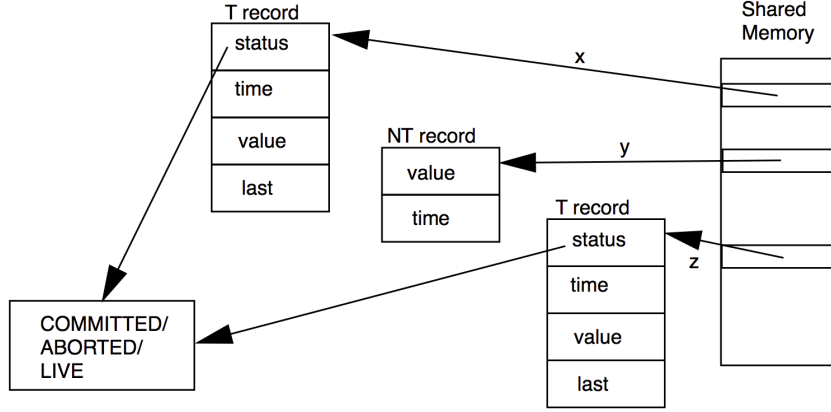 T record
status
time
value
last
x
Shared
Memory
NT record
value
time
y
T record
status
time
value
last
z
COMMITTED/
ABORTED/
LIVE